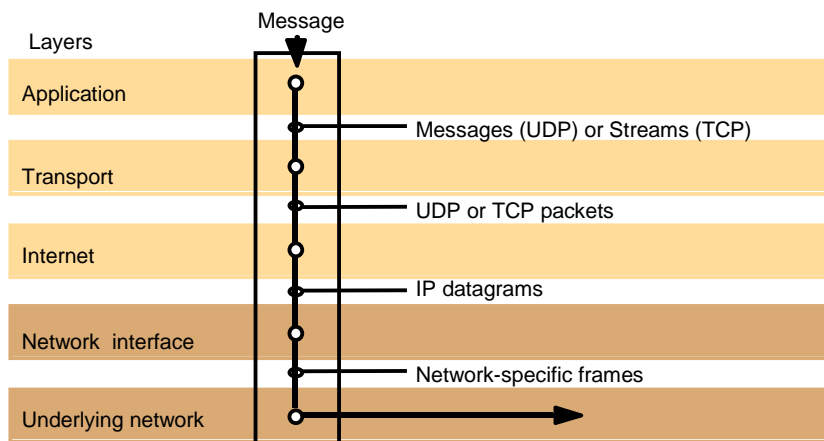 Message
Layers
Application
Messages (UDP) or Streams (TCP)
Transport
UDP or TCP packets
Internet
IP datagrams
Network interface
Network-specific frames
Underlying network